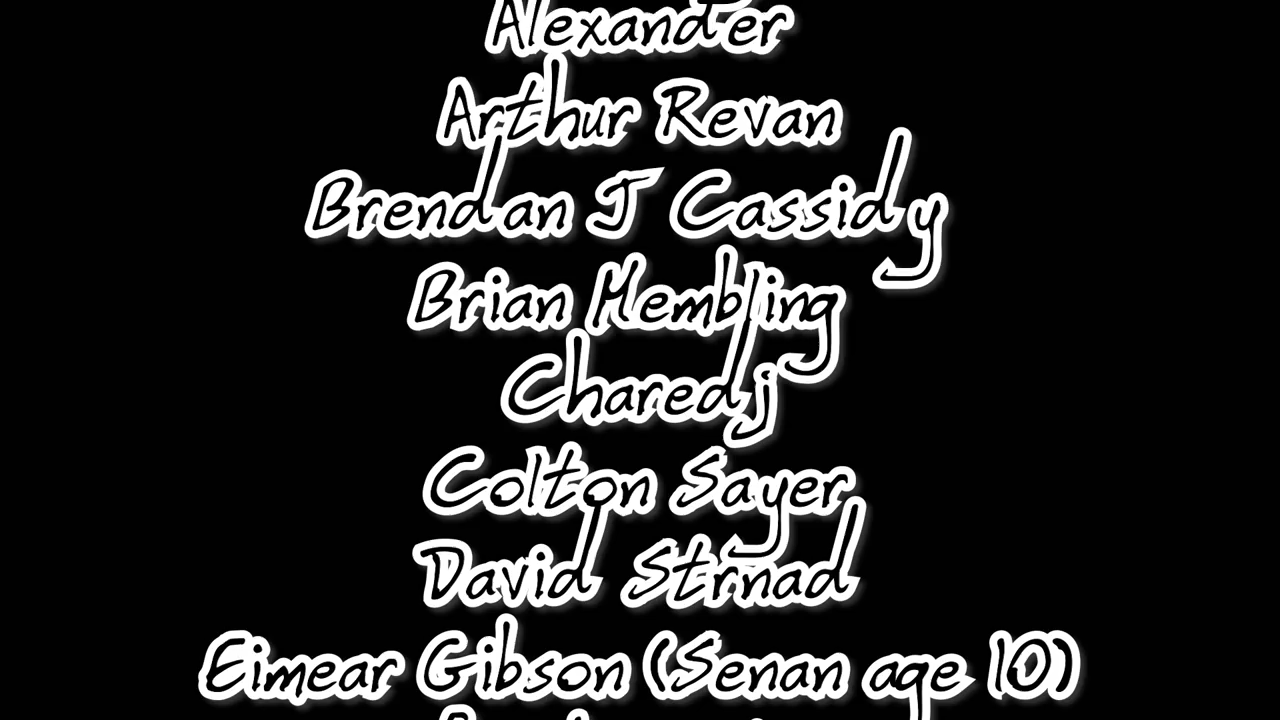 Alexander
Arthur Revan
Brendan J Cassidy
Brian Hembling
Charedj
Colton Sayer
David Strnad
Eimear Gibson (Senan age 10)